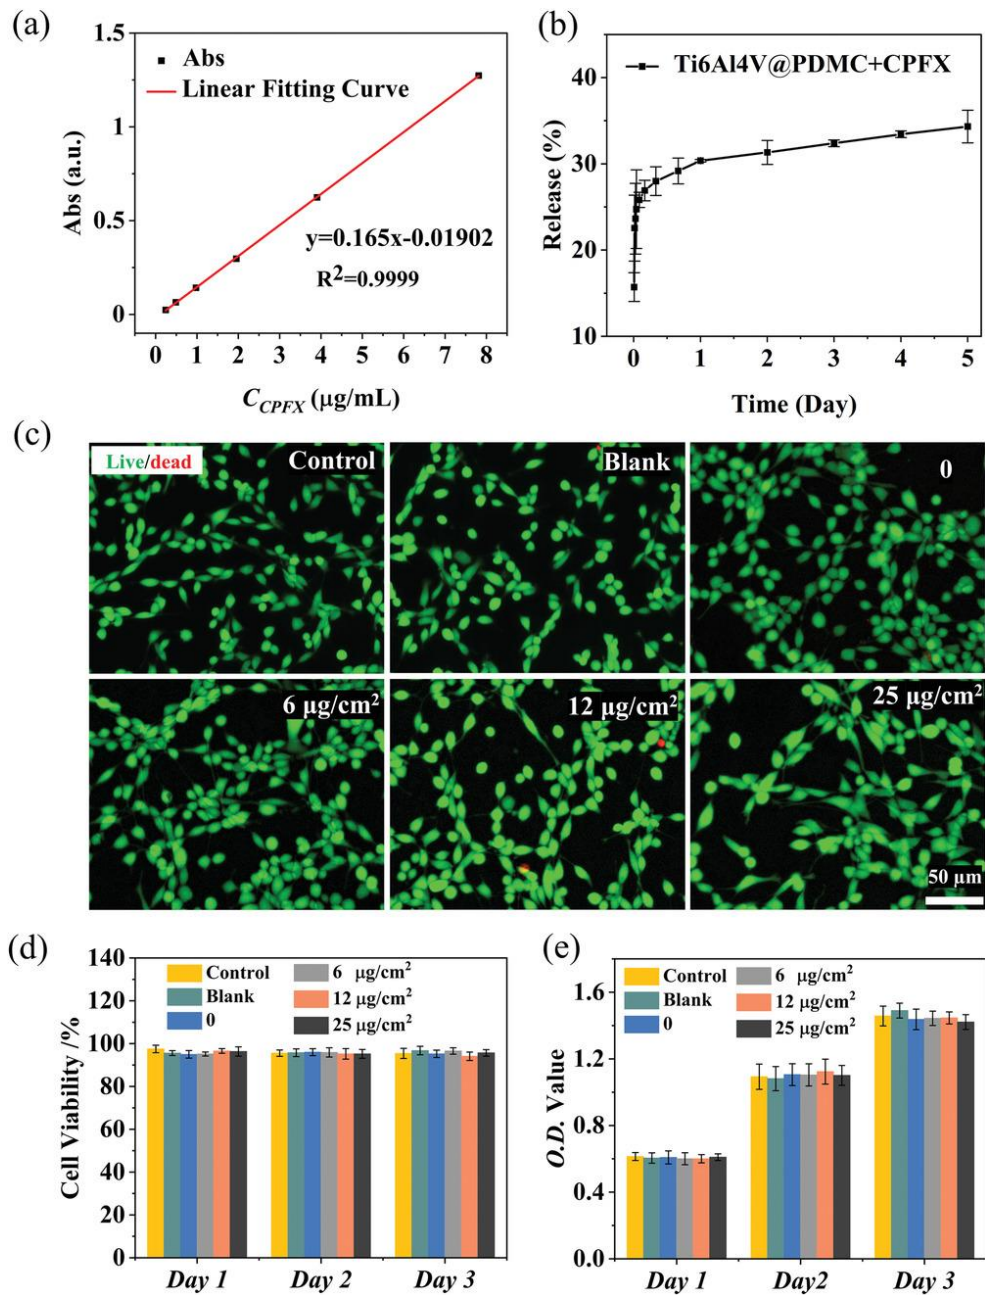 (a)
1.5
1
0.5
0
Abs (a.u.)
Abs
Linear Fitting Curve
y=0.165x-0.01902
R²=0.9999
0 1 2 3 4 5 6 7 8
C_CPFX (μg/mL)
(b)
40
30
20
10
Release (%)
Ti6Al4V@PDMC+CPFX
0 1 2 3 4 5
Time (Day)
(c)
Live/dead
Control
Blank
0
6 μg/cm²
12 μg/cm²
25 μg/cm²
50 μm
(d)
140
120
100
80
60
40
20
0
Cell Viability /%
Control
Blank
0
6 μg/cm²
12 μg/cm²
25 μg/cm²
Day 1 Day 2 Day 3
(e)
1.6
1.2
0.8
0.4
0.0
O.D. Value
Control
Blank
0
6 μg/cm²
12 μg/cm²
25 μg/cm²
Day 1 Day2 Day 3